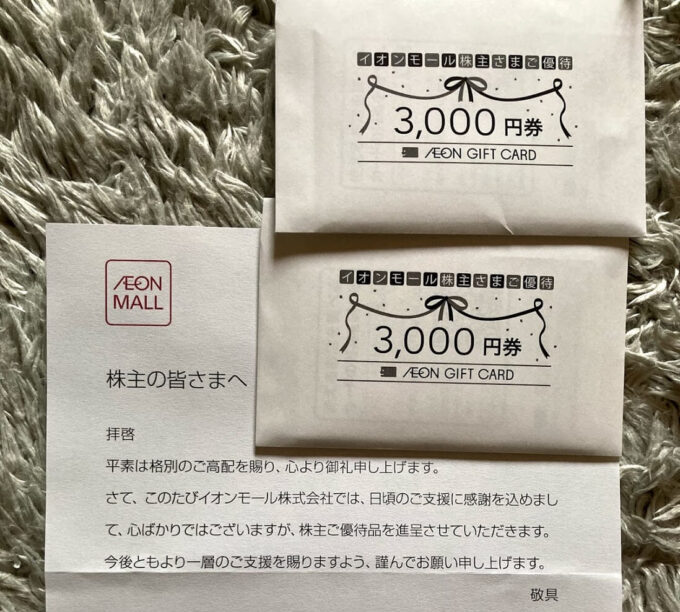 イオンモール株主さまご優待
3,000 円券
ÆON GIFT CARD
イオンモール株主さまご優待
3,000 円券
ÆON GIFT CARD
ÆON
MALL
株主の皆さまへ
拝啓
平素は格別のご高配を賜り、心より御礼申し上げます。
さて、このたびイオンモール株式会社では、日頃のご支援に感謝を込めまし
て、心ばかりではございますが、株主ご優待品を進呈させていただきます。
今後ともより一層のご支援を賜りますよう、謹んでお願い申し上げます。
敬具